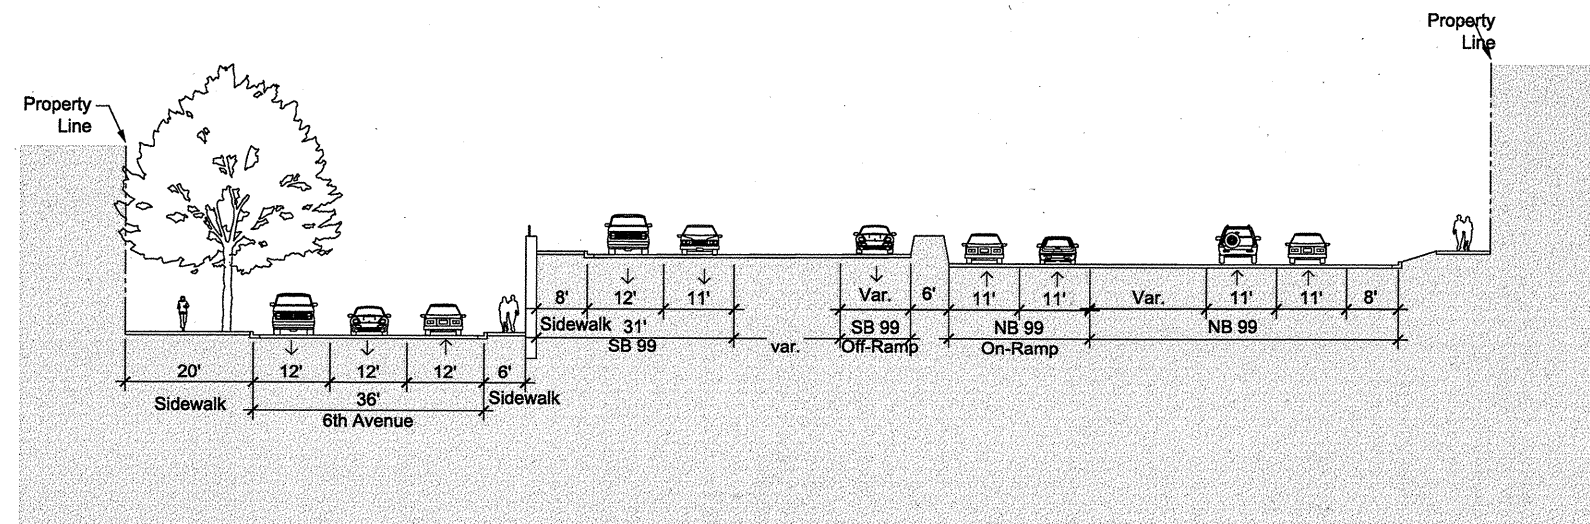 Property
Line
Property
Line
8' 12' 11' Var. 6' 11' 11' Var. 11' 11' 8'
Sidewalk 31' SB 99 NB 99 NB 99
SB 99 var. Off-Ramp On-Ramp
20' 12' 12' 12' 6'
Sidewalk 36' Sidewalk
6th Avenue